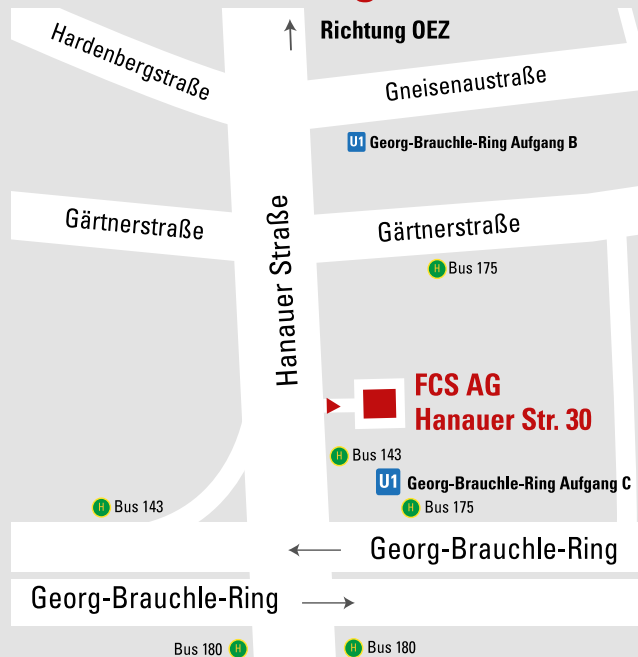 Richtung OEZ
Hardenbergstraße
Gneisenaustraße
U1 Georg-Brauchle-Ring Aufgang B
Gärtnerstraße
Gärtnerstraße
Hanauer Straße
H Bus 175
FCS AG
Hanauer Str. 30
H Bus 143
U1 Georg-Brauchle-Ring Aufgang C
H Bus 143
H Bus 175
Georg-Brauchle-Ring
Georg-Brauchle-Ring
Bus 180 H
H Bus 180